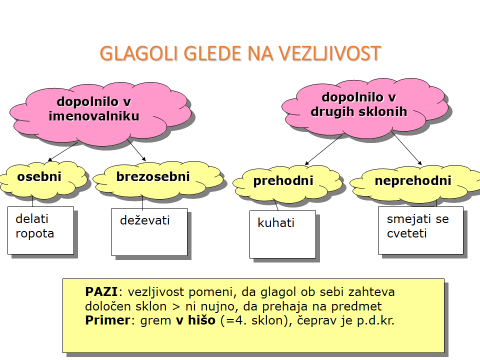 GLAGOLI GLEDE NA VEZLJIVOST
dopolnilo v
imenovalniku
dopolnilo v
drugih sklonih
osebni
brezosebni
prehodni
neprehodni
delati
ropota
deževati
kuhati
smejati se
cveteti
PAZI: vezljivost pomeni, da glagol ob sebi zahteva
določen sklon > ni nujno, da prehaja na predmet
Primer: grem v hišo (=4. sklon), čeprav je p.d.kr.